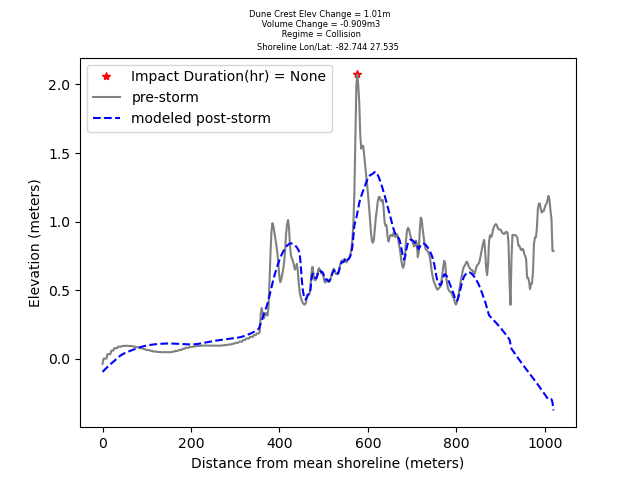 Dune Crest Elev Change = 1.01m
Volume Change = -0.909m3
Regime = Collision
Shoreline Lon/Lat: -82.744 27.535
Impact Duration(hr) = None
pre-storm
modeled post-storm
Elevation (meters)
2.0
1.5
1.0
0.5
0.0
0 200 400 600 800 1000
Distance from mean shoreline (meters)